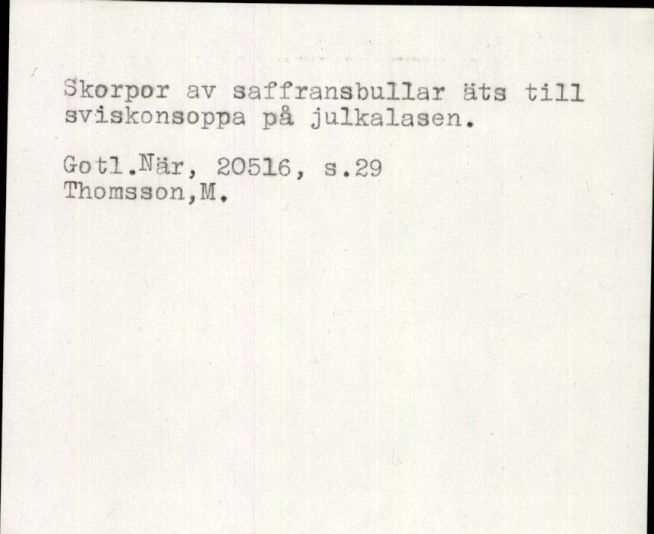 Skorpor av saffransbullar äts till
sviskonsoppa på julkalasen.
Gotl.När, 20516, s.29
Thomsson,M.